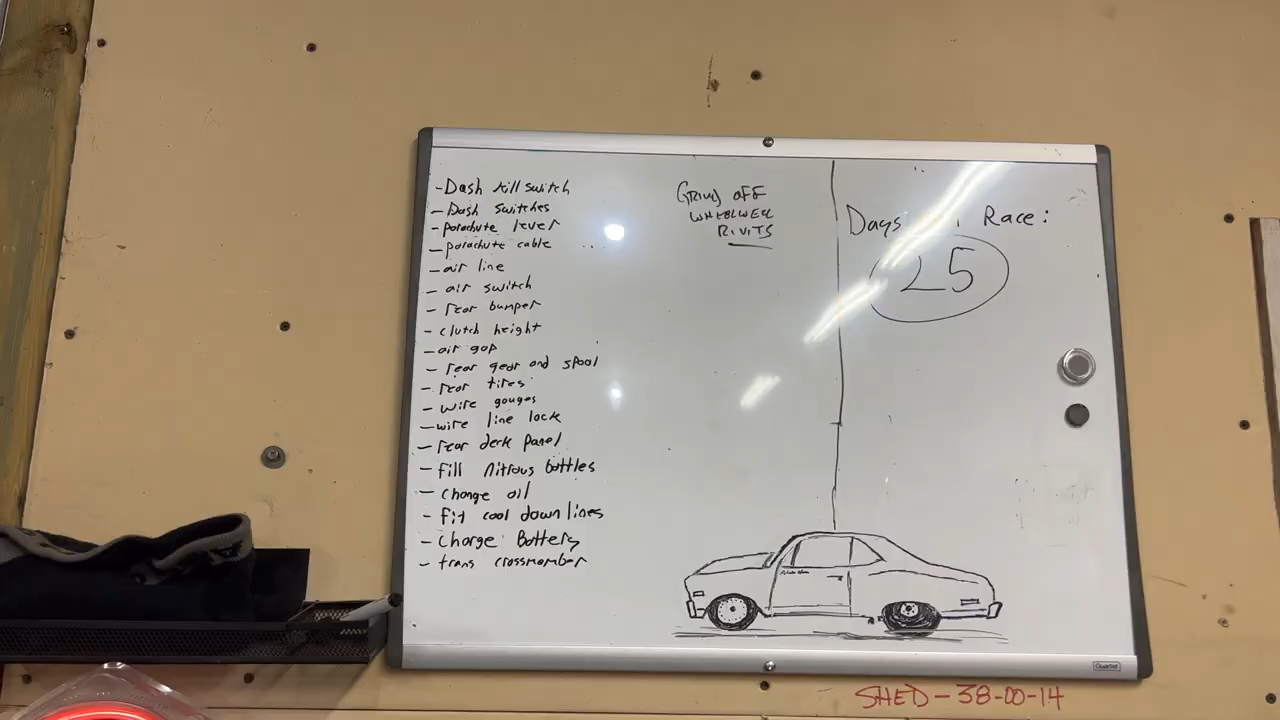 - Dash kill switch
- Dash switches
- parachute lever
- parachute cable
- air line
- air switch
- rear bumper
- clutch height
- air gap
- rear gear and spool
- rear tires
- wire gauges
- wire line lock
- rear deck panel
- fill nitrous bottles
- change oil
- fit cool down lines
- Charge Battery
- trans crossmember
GRIND OFF
WHEELWELL
RIVITS
Days Race:
25
Quartet
SHED-38-00-14